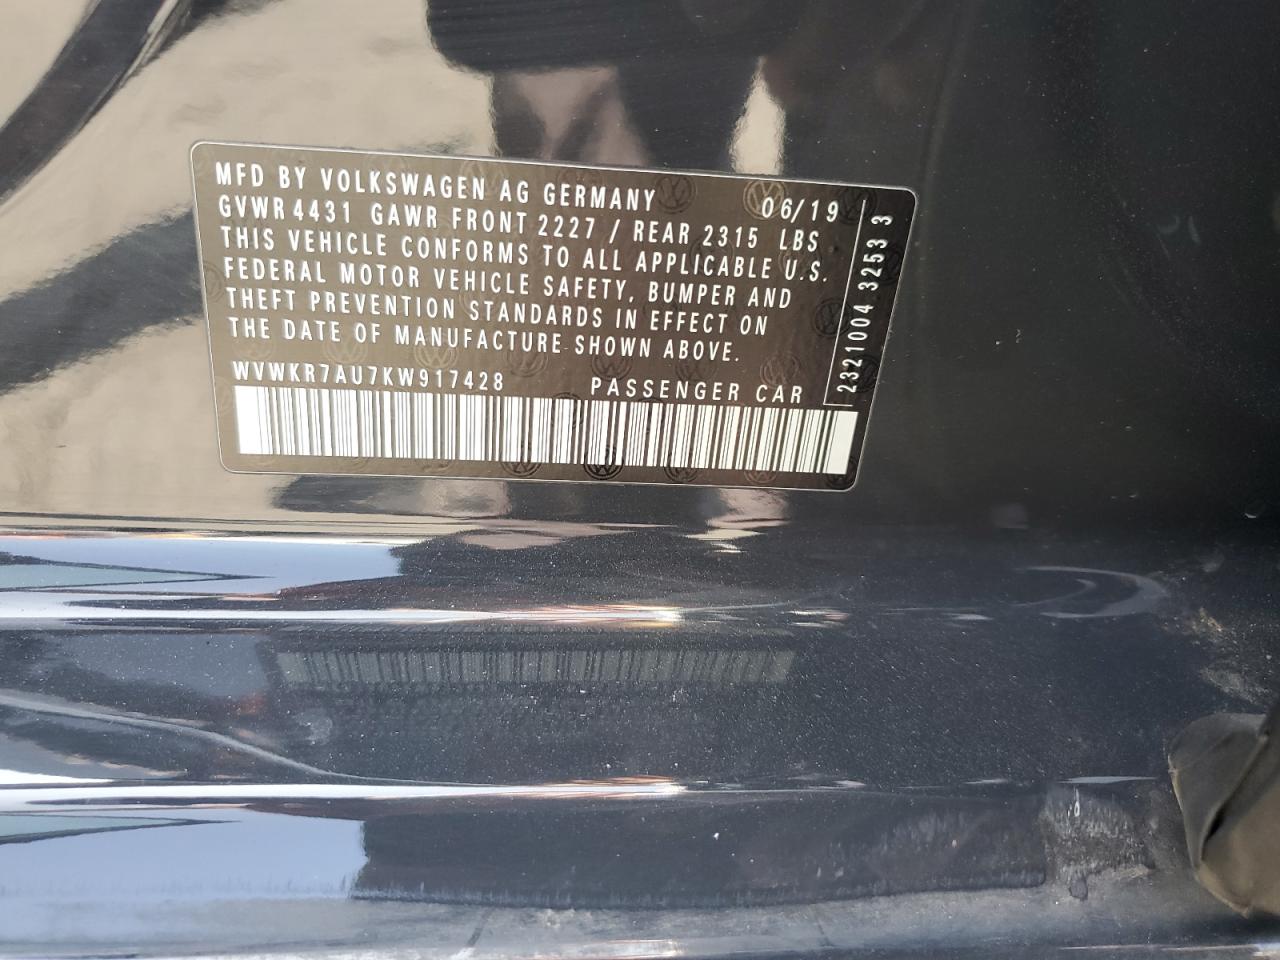 MFD BY VOLKSWAGEN AG GERMANY 06/19
GVWR 4431 GAWR FRONT 2227 / REAR 2315 LBS
THIS VEHICLE CONFORMS TO ALL APPLICABLE U.S.
FEDERAL MOTOR VEHICLE SAFETY, BUMPER AND
THEFT PREVENTION STANDARDS IN EFFECT ON
THE DATE OF MANUFACTURE SHOWN ABOVE.
WVWKR7AU7KW917428 PASSENGER CAR
2321004 3253 3